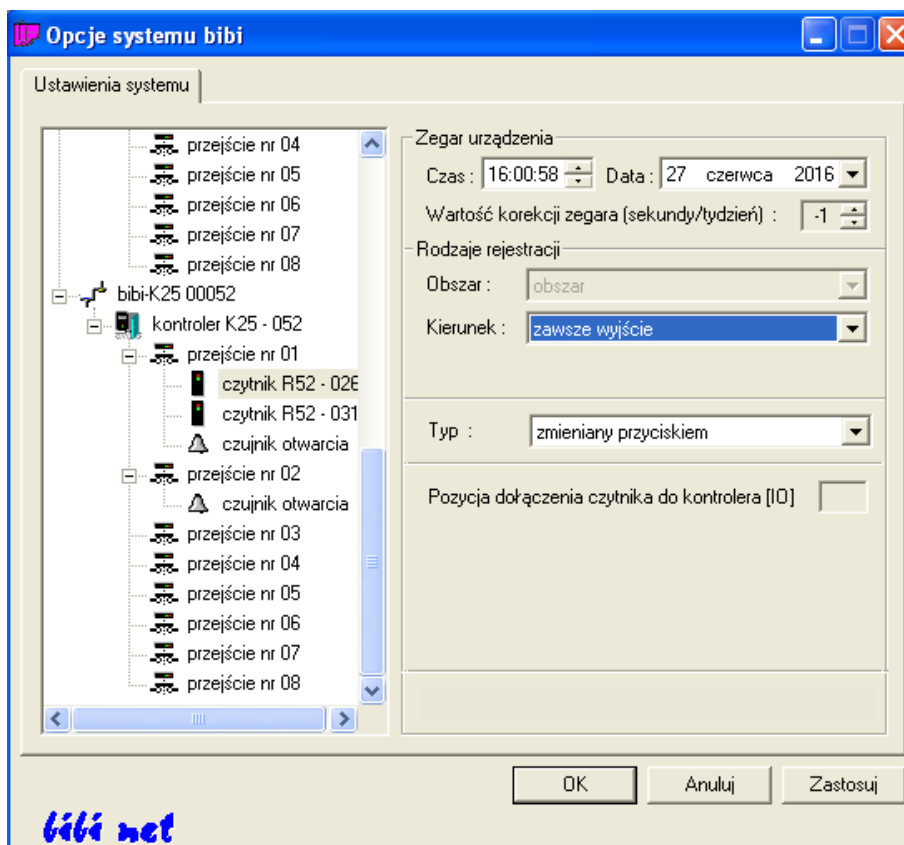 Opcje systemu bibi
Ustawienia systemu
przejście nr 04
przejście nr 05
przejście nr 06
przejście nr 07
przejście nr 08
bibi-K25 00052
kontroler K25 - 052
przejście nr 01
czytnik R52 - 026
czytnik R52 - 031
czujnik otwarcia
przejście nr 02
czujnik otwarcia
przejście nr 03
przejście nr 04
przejście nr 05
przejście nr 06
przejście nr 07
przejście nr 08
Zegar urządzenia
Czas : 16:00:58 Data : 27 czerwca 2016
Wartość korekcji zegara (sekundy/tydzień) : -1
Rodzaje rejestracji
Obszar : obszar
Kierunek : zawsze wyjście
Typ : zmieniany przyciskiem
Pozycja dołączenia czytnika do kontrolera [IO]
OK Anuluj Zastosuj
bibi net